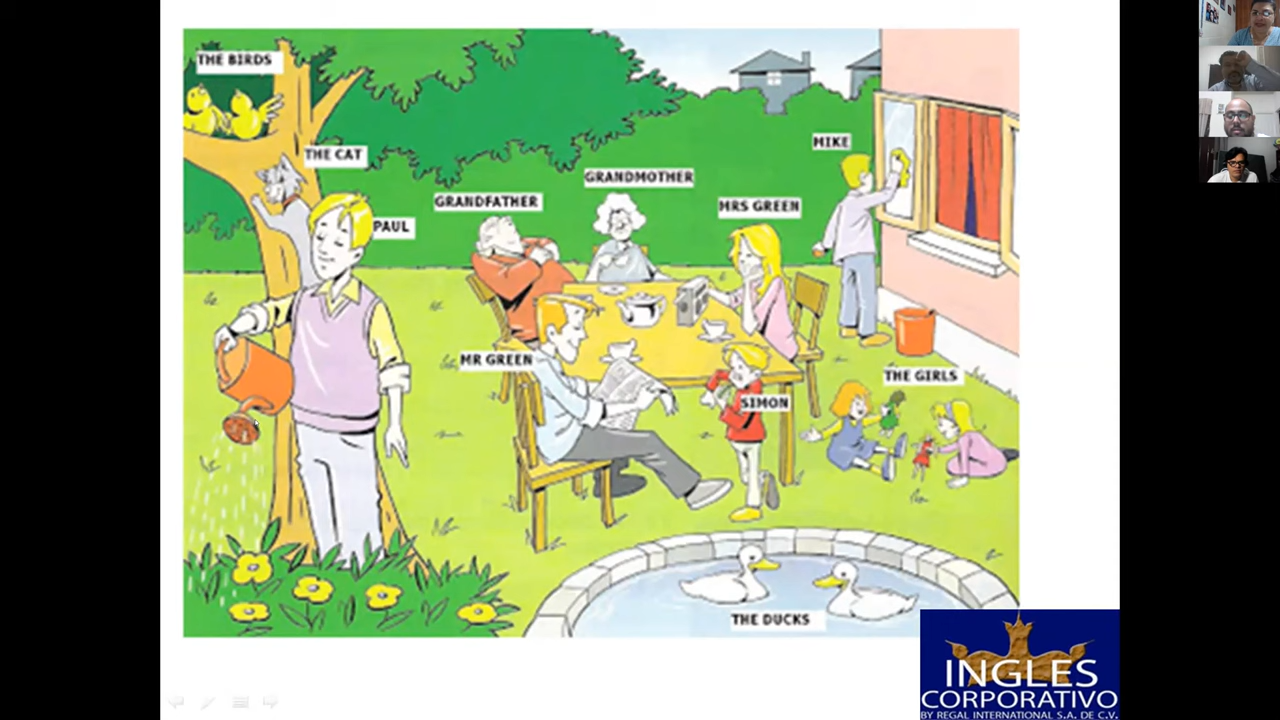 THE BIRDS
THE CAT
PAUL
GRANDFATHER
GRANDMOTHER
MRS GREEN
MIKE
MR GREEN
SIMON
THE GIRLS
THE DUCKS
INGLES
CORPORATIVO
BY REGAL INTERNATIONAL S.A. DE C.V.